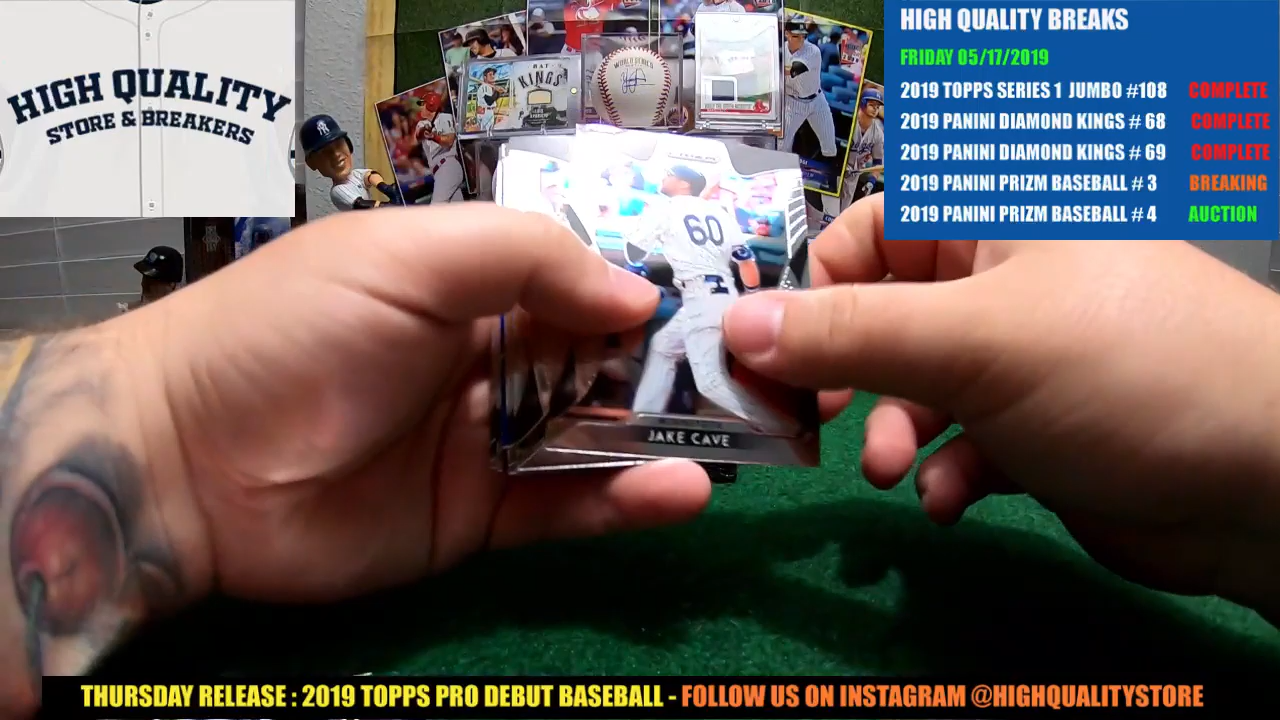 HIGH QUALITY
STORE & BREAKERS
HIGH QUALITY BREAKS
FRIDAY 05/17/2019
2019 TOPPS SERIES 1 JUMBO #108 COMPLETE
2019 PANINI DIAMOND KINGS # 68 COMPLETE
2019 PANINI DIAMOND KINGS # 69 COMPLETE
2019 PANINI PRIZM BASEBALL # 3 BREAKING
2019 PANINI PRIZM BASEBALL # 4 AUCTION
BAT
KINGS
WORLD SERIES
60
JAKE CAVE
THURSDAY RELEASE : 2019 TOPPS PRO DEBUT BASEBALL - FOLLOW US ON INSTAGRAM @HIGHQUALITYSTORE